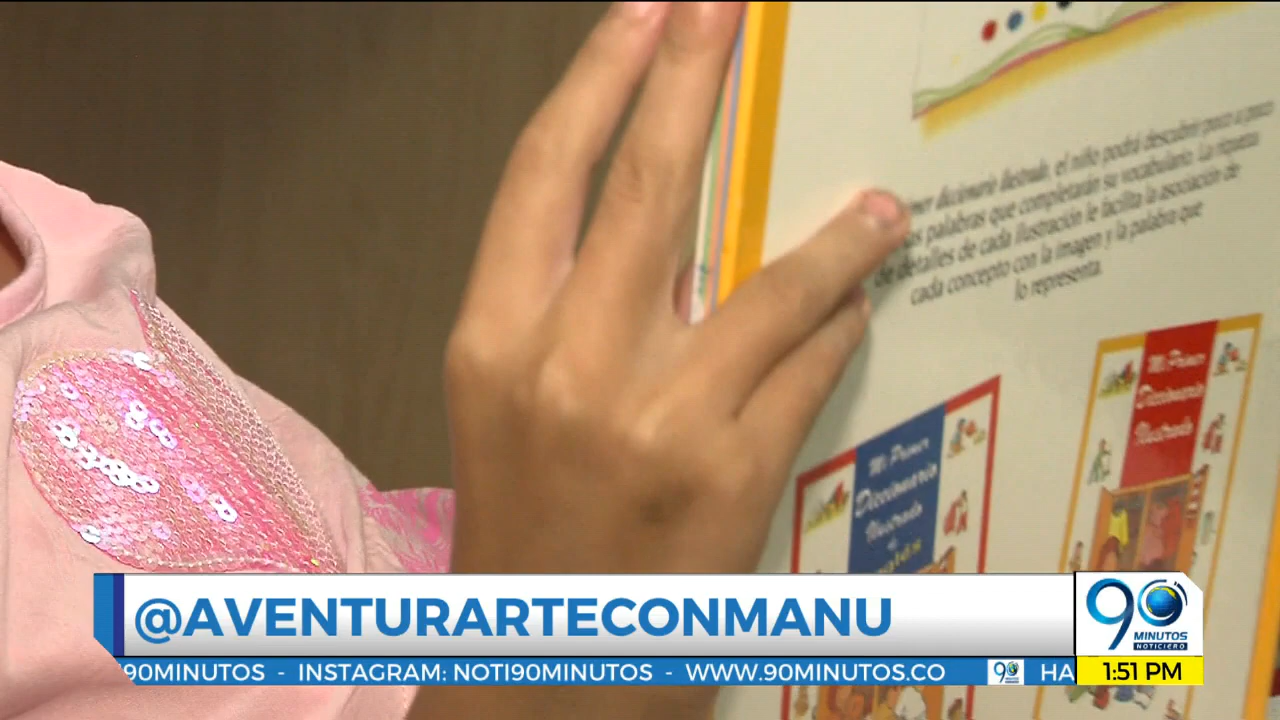 diccionario ilustrado, el niño podrá descubrir poco a poco
palabras que completarán su vocabulario. La riqueza
de detalles de cada ilustración le facilita la asociación de
cada concepto con la imagen y la palabra que
lo representa.
Mi Primer
Diccionario
Ilustrado
Mi Primer
Diccionario
Ilustrado
@AVENTURARTECONMANU
90
MINUTOS
NOTICIERO
90MINUTOS - INSTAGRAM: NOTI90MINUTOS - WWW.90MINUTOS.CO
1:51 PM